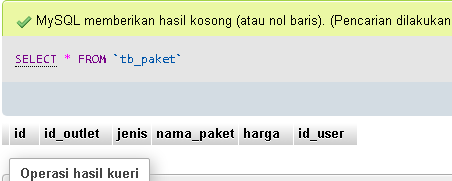 MySQL memberikan hasil kosong (atau nol baris). (Pencarian dilakukan
SELECT * FROM `tb_paket`
id id_outlet jenis nama_paket harga id_user
Operasi hasil kueri